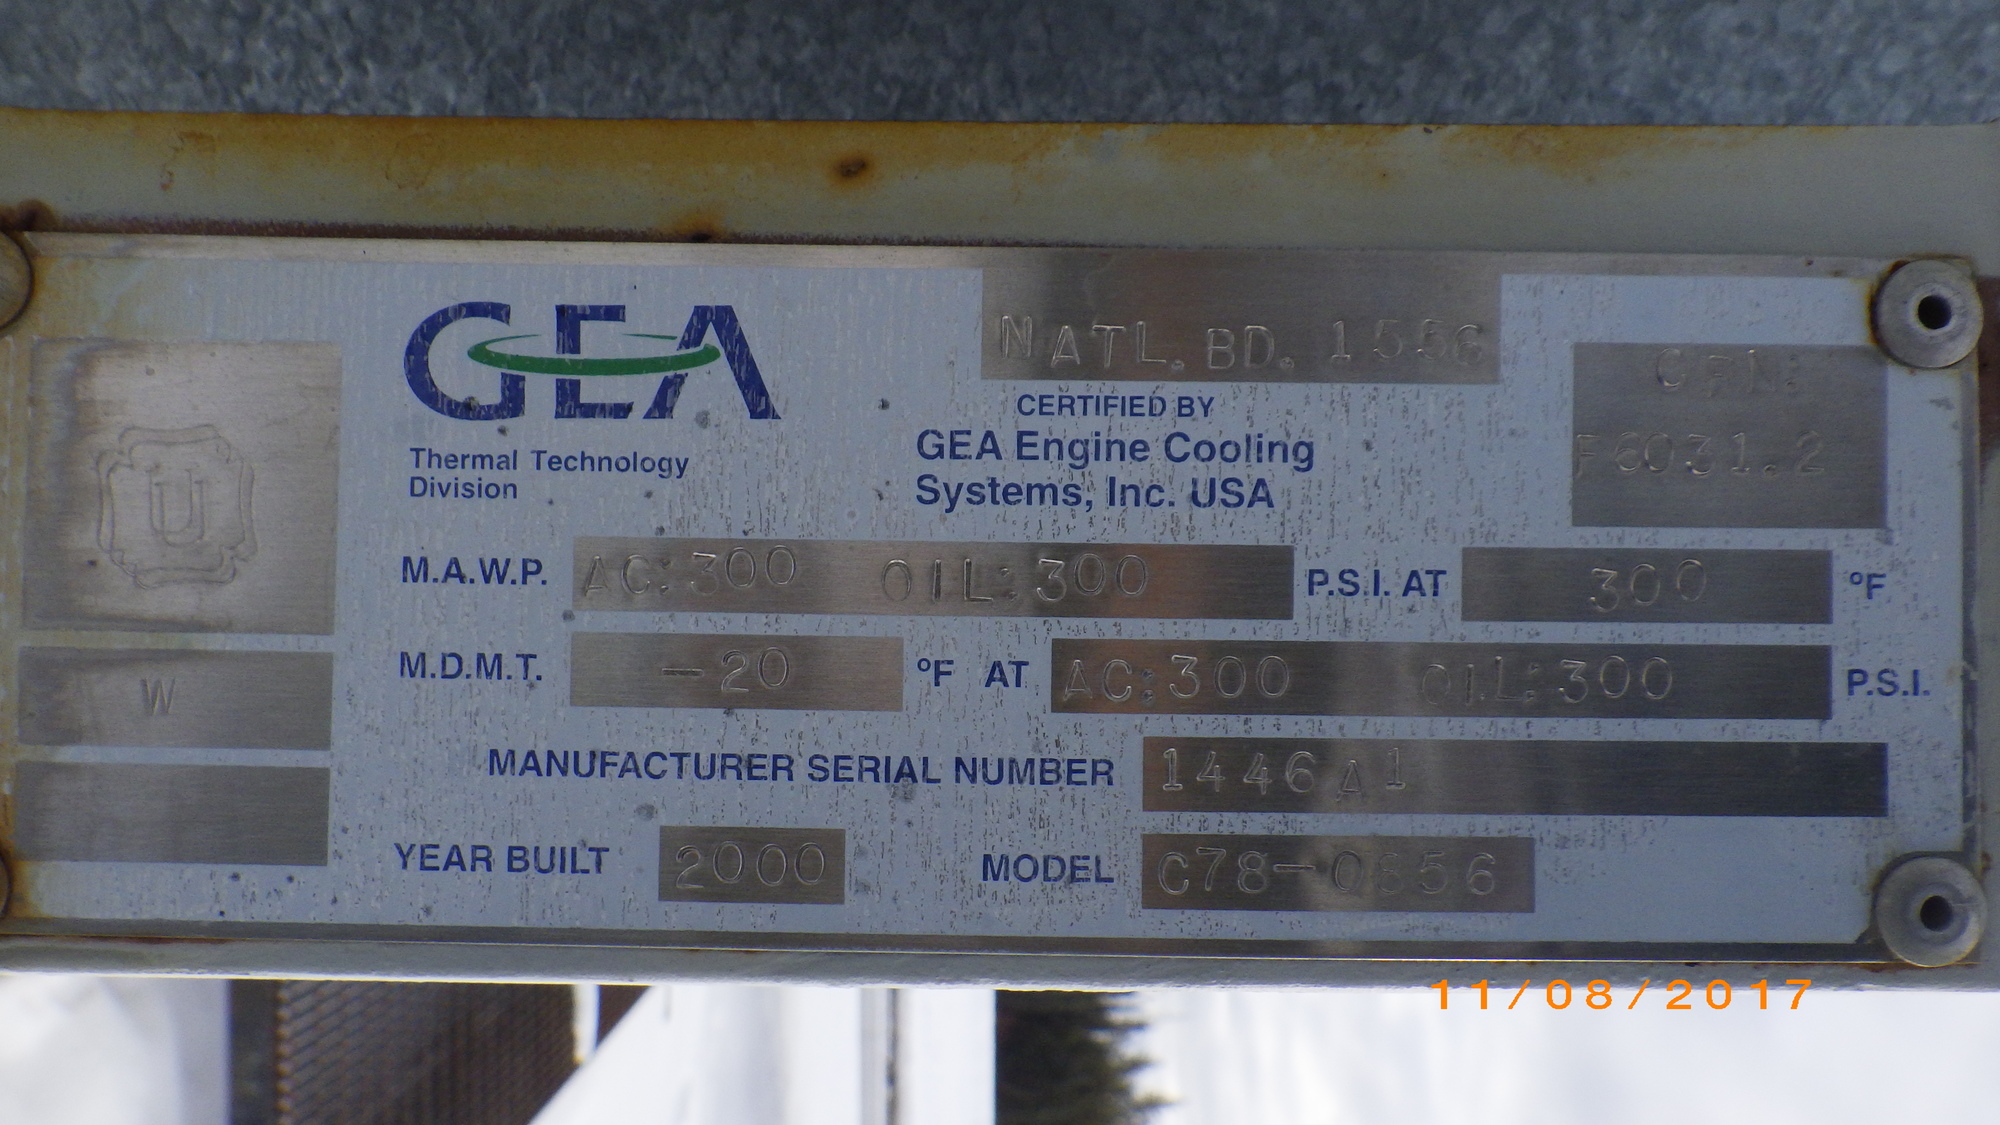 GEA
Thermal Technology
Division
NATL. BD. 1556
CERTIFIED BY
GEA Engine Cooling
Systems, Inc. USA
CRN:
F6031.2
U
W
M.A.W.P. AC:300 OIL:300 P.S.I. AT 300 °F
M.D.M.T. -20 °F AT AC:300 OIL:300 P.S.I.
MANUFACTURER SERIAL NUMBER 1446A1
YEAR BUILT 2000 MODEL
11/08/2017